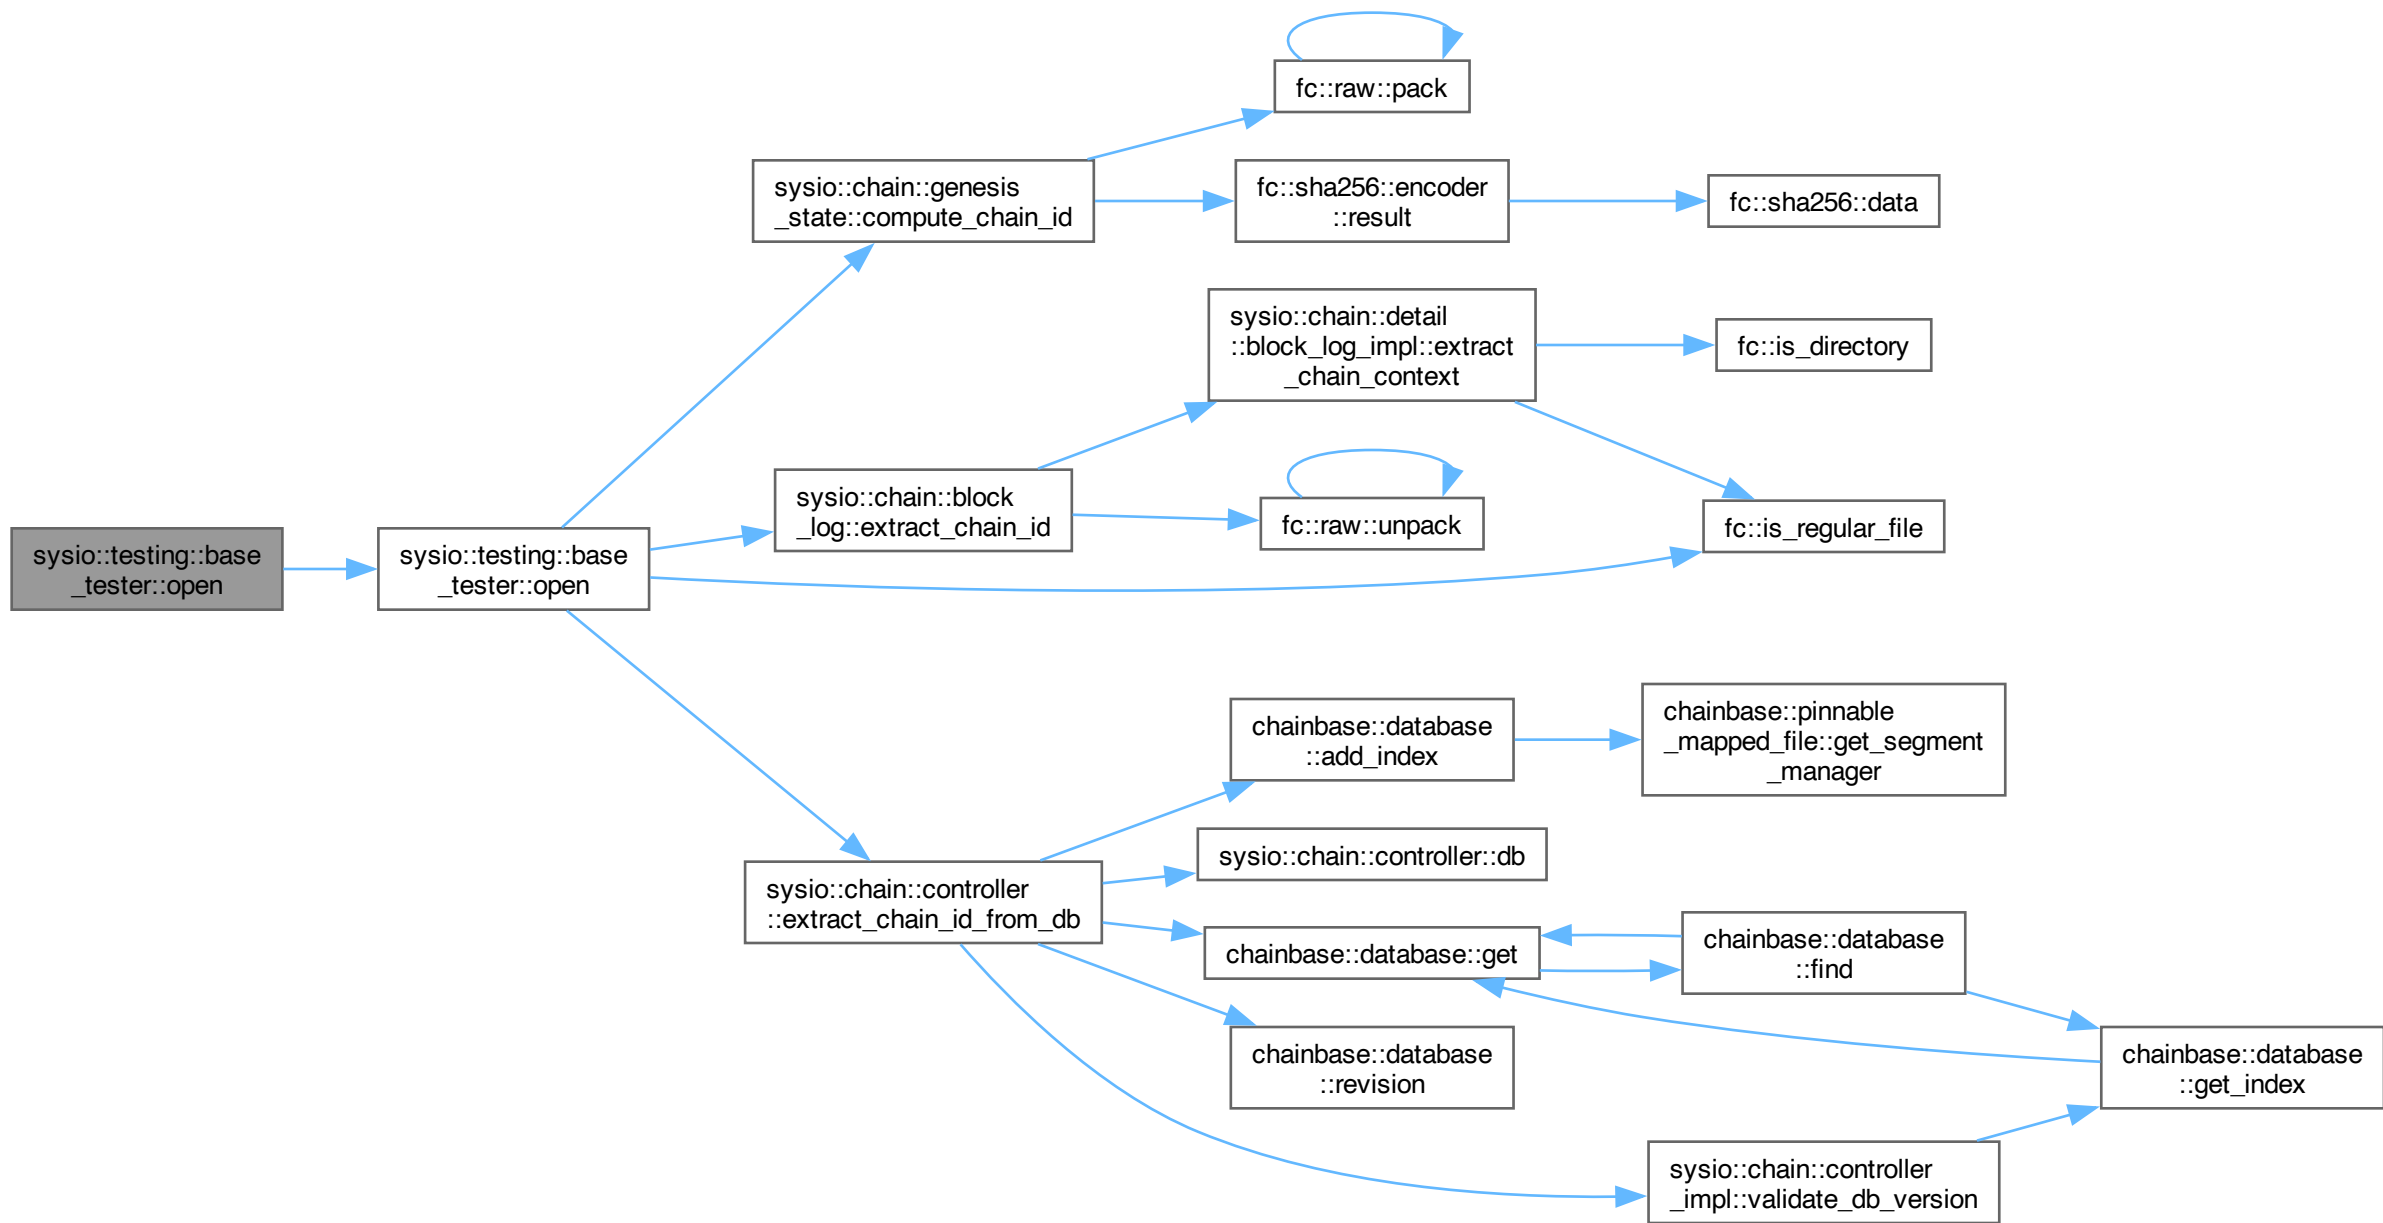 fc::raw::pack
sysio::chain::genesis
_state::compute_chain_id
fc::sha256::encoder
::result
fc::sha256::data
sysio::chain::detail
::block_log_impl::extract
_chain_context
fc::is_directory
sysio::chain::block
_log::extract_chain_id
fc::raw::unpack
fc::is_regular_file
sysio::testing::base
_tester::open
sysio::testing::base
_tester::open
chainbase::database
::add_index
chainbase::pinnable
_mapped_file::get_segment
_manager
sysio::chain::controller::db
sysio::chain::controller
::extract_chain_id_from_db
chainbase::database::get
chainbase::database
::find
chainbase::database
::revision
chainbase::database
::get_index
sysio::chain::controller
_impl::validate_db_version